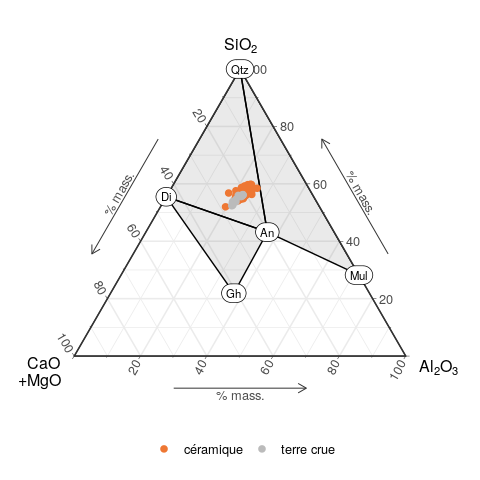 SiO₂
Qtz
100
20
80
% mass.
% mass.
40
60
Di
60
An
40
Gh
Mul
80
20
100
CaO
+MgO
Al₂O₃
20
40
60
80
100
% mass.
céramique
terre crue